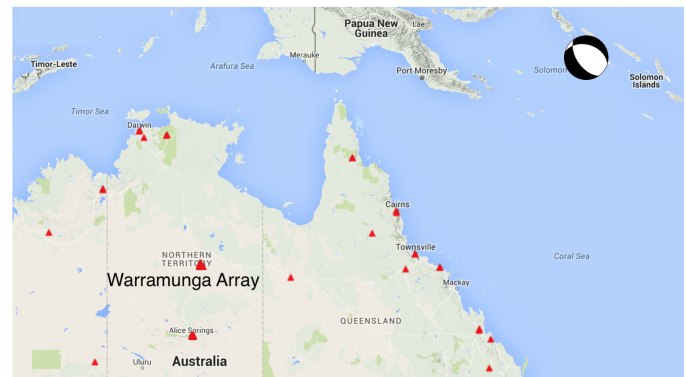 Papua New
Guinea
Lae
Timor-Leste
Merauke
Arafura Sea
Port Moresby
Solomon
Solomon
Islands
Timor Sea
Darwin
Cairns
NORTHERN
TERRITORY
Townsville
Coral Sea
Warramunga Array
Mackay
QUEENSLAND
Alice Springs
Uluru
Australia